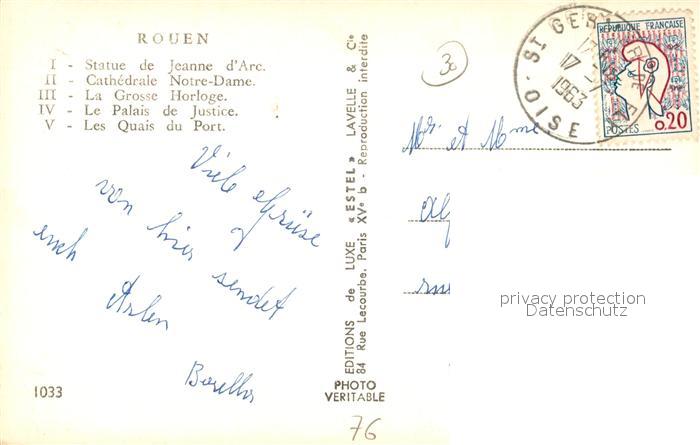 ROUEN
I - Statue de Jeanne d'Arc.
II - Cathédrale Notre-Dame.
III - La Grosse Horloge.
IV - Le Palais de Justice.
V - Les Quais du Port.
Viele Grüsse
von hier sendet
euch
1033
EDITIONS de LUXE « ESTEL » LAVELLE & Cie
84 Rue Lecourbe. Paris XVe b - Reproduction interdite
PHOTO
VERITABLE
76
30
ST GER
17
1963
OISE
REPUBLIQUE FRANÇAISE
POSTES
0,20
Mr et Mme
privacy protection
Datenschutz